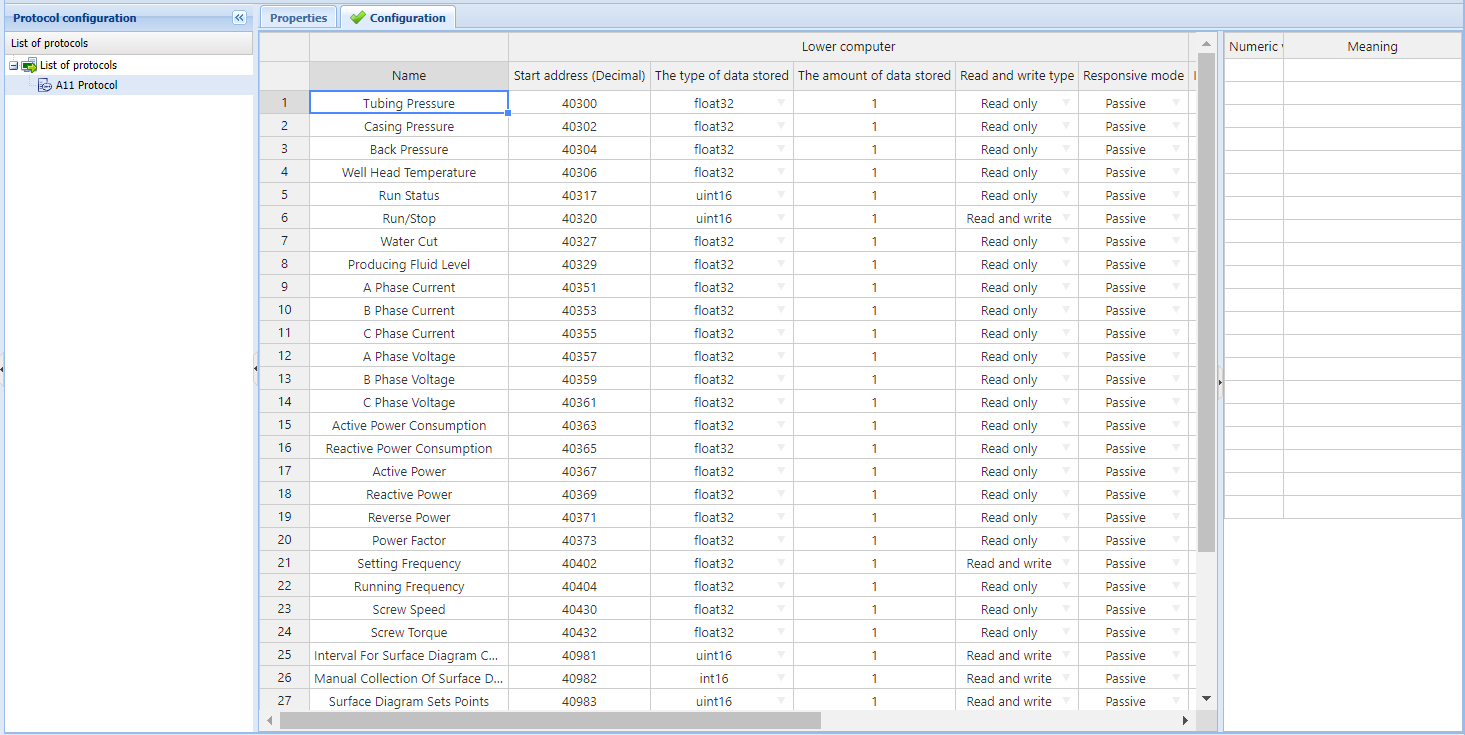 Protocol configuration
Properties
Configuration
List of protocols
List of protocols
A11 Protocol
Lower computer
Name Start address (Decimal) The type of data stored The amount of data stored Read and write type Responsive mode
Numeric Meaning
1 Tubing Pressure 40300 float32 1 Read only Passive
2 Casing Pressure 40302 float32 1 Read only Passive
3 Back Pressure 40304 float32 1 Read only Passive
4 Well Head Temperature 40306 float32 1 Read only Passive
5 Run Status 40317 uint16 1 Read only Passive
6 Run/Stop 40320 uint16 1 Read and write Passive
7 Water Cut 40327 float32 1 Read only Passive
8 Producing Fluid Level 40329 float32 1 Read only Passive
9 A Phase Current 40351 float32 1 Read only Passive
10 B Phase Current 40353 float32 1 Read only Passive
11 C Phase Current 40355 float32 1 Read only Passive
12 A Phase Voltage 40357 float32 1 Read only Passive
13 B Phase Voltage 40359 float32 1 Read only Passive
14 C Phase Voltage 40361 float32 1 Read only Passive
15 Active Power Consumption 40363 float32 1 Read only Passive
16 Reactive Power Consumption 40365 float32 1 Read only Passive
17 Active Power 40367 float32 1 Read only Passive
18 Reactive Power 40369 float32 1 Read only Passive
19 Reverse Power 40371 float32 1 Read only Passive
20 Power Factor 40373 float32 1 Read only Passive
21 Setting Frequency 40402 float32 1 Read and write Passive
22 Running Frequency 40404 float32 1 Read only Passive
23 Screw Speed 40430 float32 1 Read only Passive
24 Screw Torque 40432 float32 1 Read only Passive
25 Interval For Surface Diagram C... 40981 uint16 1 Read and write Passive
26 Manual Collection Of Surface D... 40982 int16 1 Read and write Passive
27 Surface Diagram Sets Points 40983 uint16 1 Read and write Passive